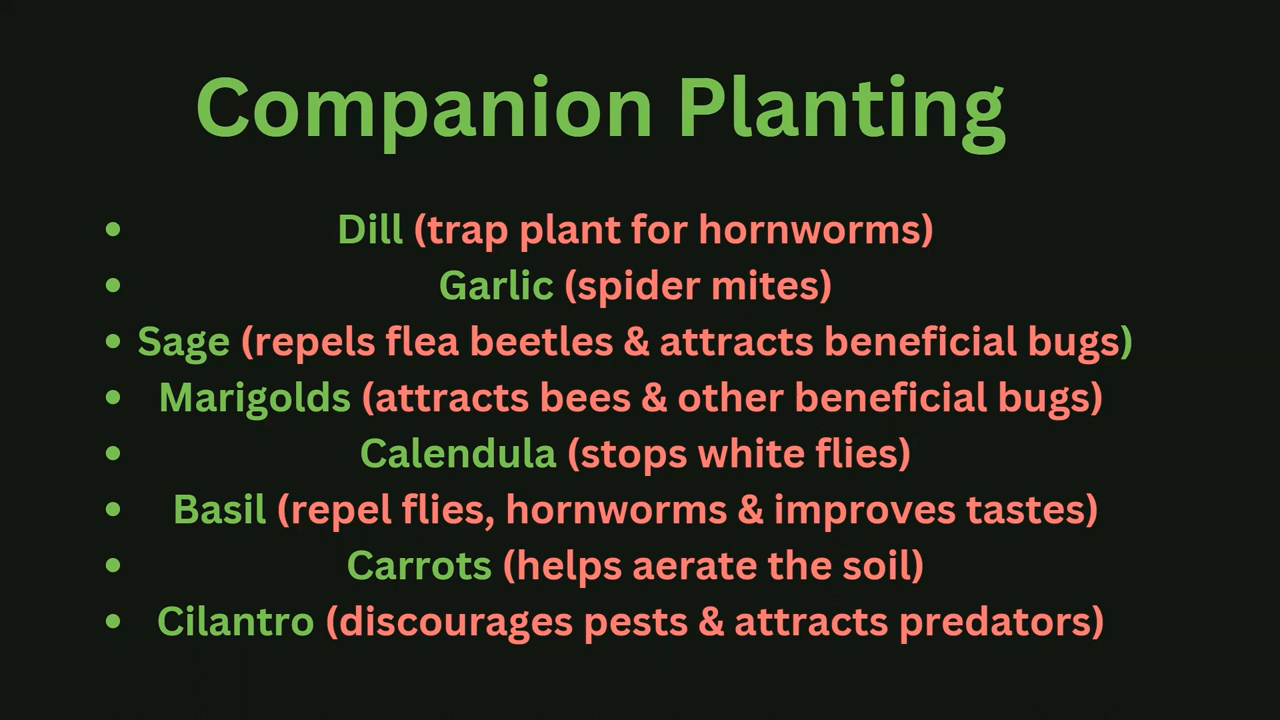 Companion Planting
• Dill (trap plant for hornworms)
• Garlic (spider mites)
• Sage (repels flea beetles & attracts beneficial bugs)
• Marigolds (attracts bees & other beneficial bugs)
• Calendula (stops white flies)
• Basil (repel flies, hornworms & improves tastes)
• Carrots (helps aerate the soil)
• Cilantro (discourages pests & attracts predators)